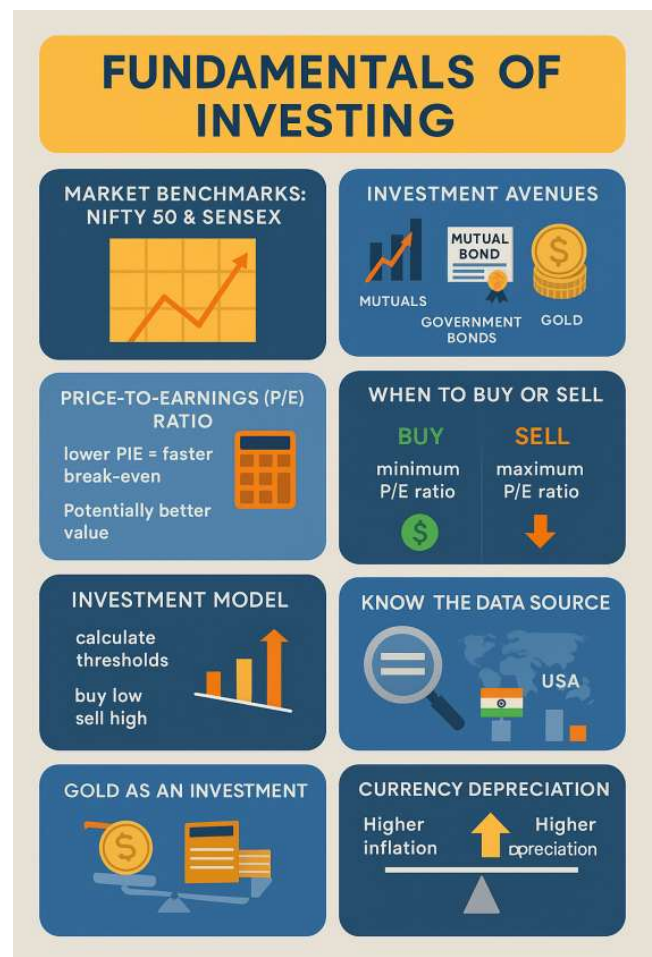 FUNDAMENTALS OF
INVESTING
MARKET BENCHMARKS:
NIFTY 50 & SENSEX
INVESTMENT AVENUES
MUTUAL
BOND
MUTUALS
GOVERNMENT
BONDS
GOLD
PRICE-TO-EARNINGS (P/E)
RATIO
lower PIE = faster
break-even
Potentially better
value
WHEN TO BUY OR SELL
BUY
minimum
P/E ratio
$
SELL
maximum
P/E ratio
INVESTMENT MODEL
calculate
thresholds
buy low
sell high
KNOW THE DATA SOURCE
USA
GOLD AS AN INVESTMENT
$
CURRENCY DEPRECIATION
Higher
inflation
Higher
ppreciation